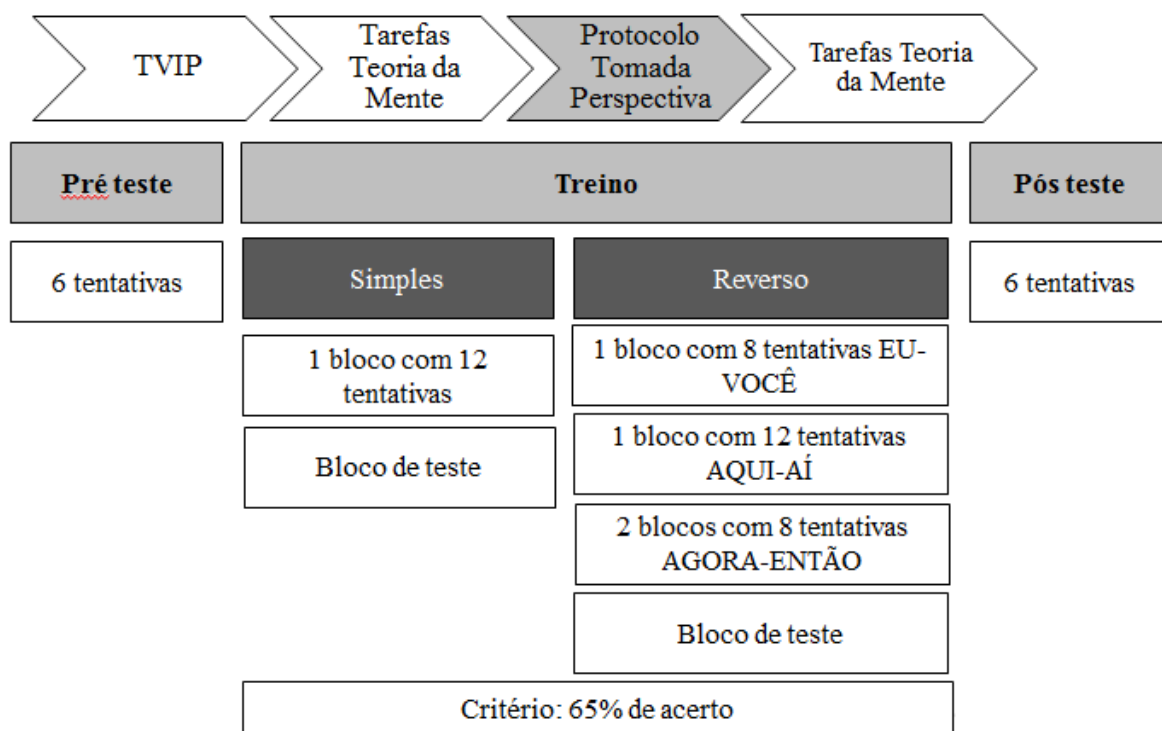 TVIP
Tarefas
Teoria da
Mente
Protocolo
Tomada
Perspectiva
Tarefas Teoria
da Mente
Pré teste
Treino
Pós teste
6 tentativas
Simples
Reverso
6 tentativas
1 bloco com 12
tentativas
Bloco de teste
1 bloco com 8 tentativas EU-
VOCÊ
1 bloco com 12 tentativas
AQUI-AÍ
2 blocos com 8 tentativas
AGORA-ENTÃO
Bloco de teste
Critério: 65% de acerto